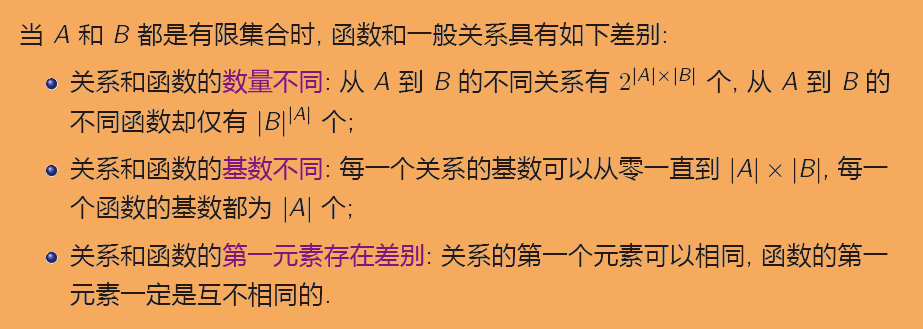 当 A 和 B 都是有限集合时, 函数和一般关系具有如下差别:
• 关系和函数的数量不同: 从 A 到 B 的不同关系有 2^{|A|×|B|} 个, 从 A 到 B 的
不同函数却仅有 |B|^{|A|} 个;
• 关系和函数的基数不同: 每一个关系的基数可以从零一直到 |A| × |B|, 每一
个函数的基数都为 |A| 个;
• 关系和函数的第一元素存在差别: 关系的第一个元素可以相同, 函数的第一
元素一定是互不相同的.